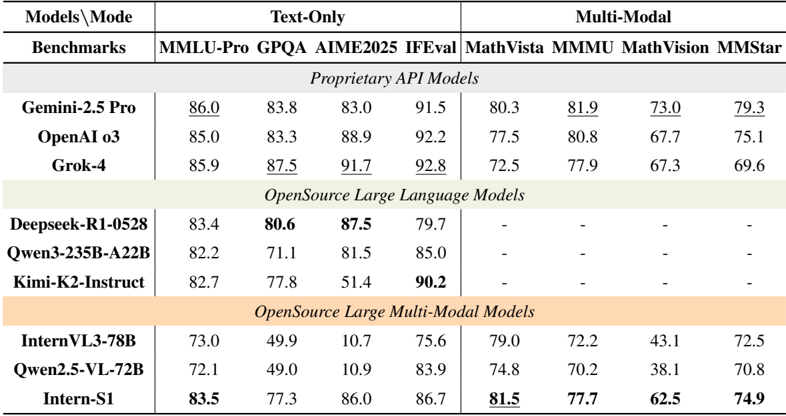 Models\Mode Text-Only Multi-Modal
Benchmarks MMLU-Pro GPQA AIME2025 IFEval MathVista MMMU MathVision MMStar
Proprietary API Models
Gemini-2.5 Pro 86.0 83.8 83.0 91.5 80.3 81.9 73.0 79.3
OpenAI o3 85.0 83.3 88.9 92.2 77.5 80.8 67.7 75.1
Grok-4 85.9 87.5 91.7 92.8 72.5 77.9 67.3 69.6
OpenSource Large Language Models
Deepseek-R1-0528 83.4 80.6 87.5 79.7 - - - -
Qwen3-235B-A22B 82.2 71.1 81.5 85.0 - - - -
Kimi-K2-Instruct 82.7 77.8 51.4 90.2 - - - -
OpenSource Large Multi-Modal Models
InternVL3-78B 73.0 49.9 10.7 75.6 79.0 72.2 43.1 72.5
Qwen2.5-VL-72B 72.1 49.0 10.9 83.9 74.8 70.2 38.1 70.8
Intern-S1 83.5 77.3 86.0 86.7 81.5 77.7 62.5 74.9